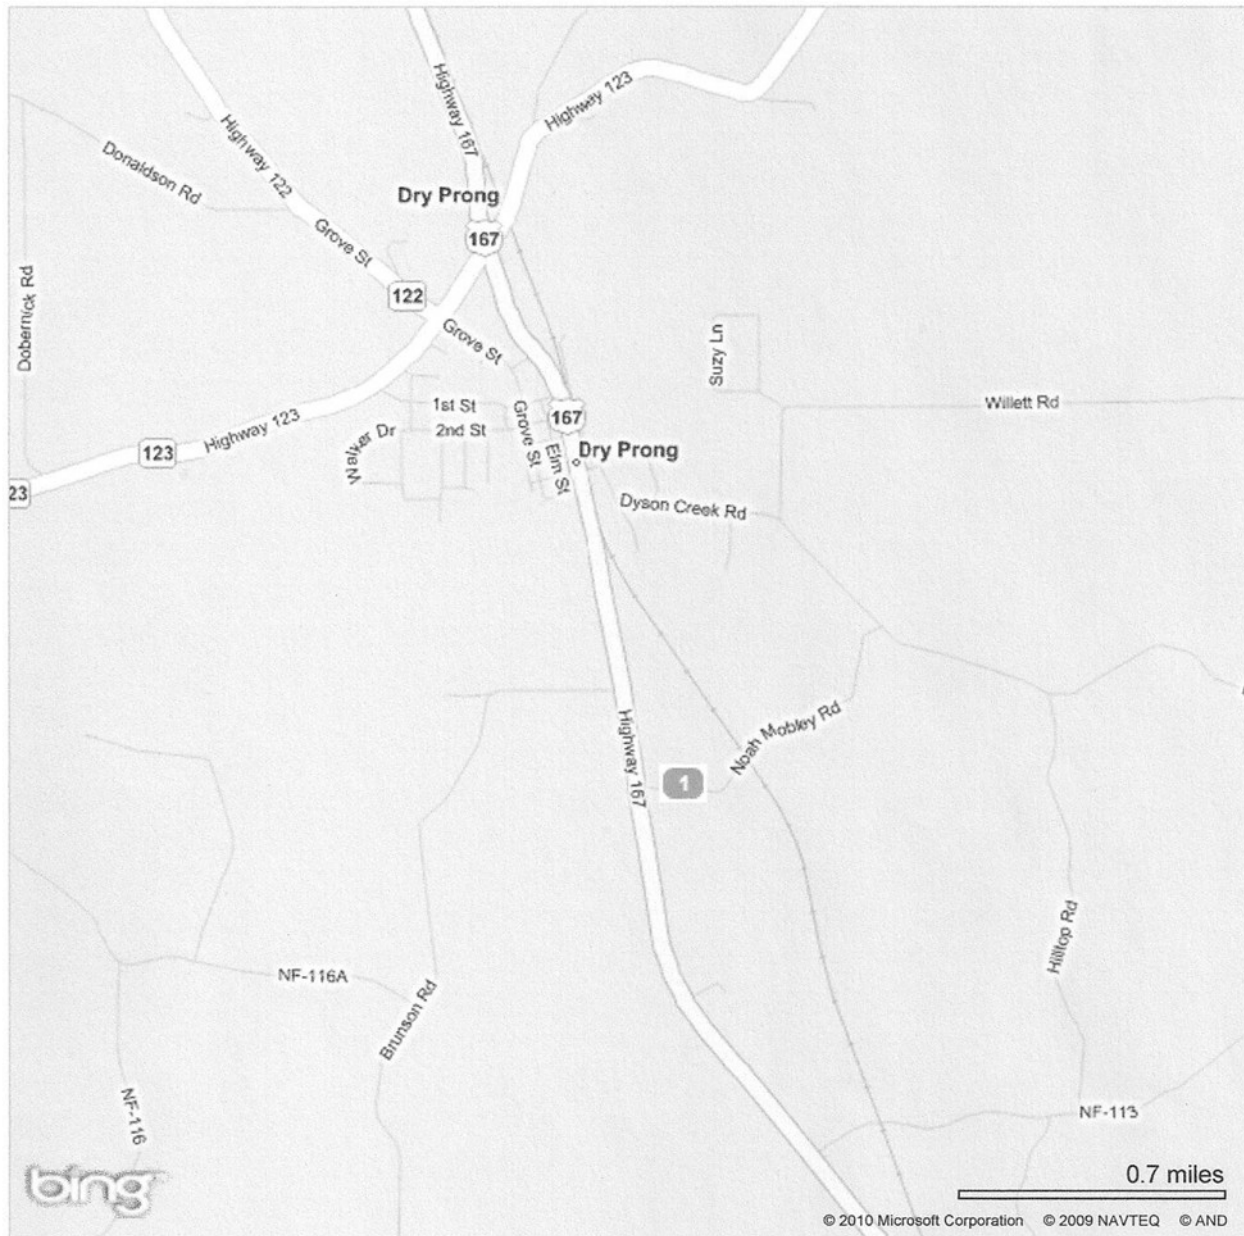 Highway 167
Highway 123
Highway 122
Donaldson Rd
Dry Prong
Grove St
167
Dobernick Rd
122
Grove St
Suzy Ln
Willett Rd
1st St
Grove St
167
Highway 123
Walker Dr
2nd St
Elm St
Dry Prong
123
23
Dyson Creek Rd
Highway 167
Noah Mobley Rd
1
Hilltop Rd
NF-116A
Brunson Rd
NF-116
NF-113
bing
0.7 miles
© 2010 Microsoft Corporation © 2009 NAVTEQ © AND